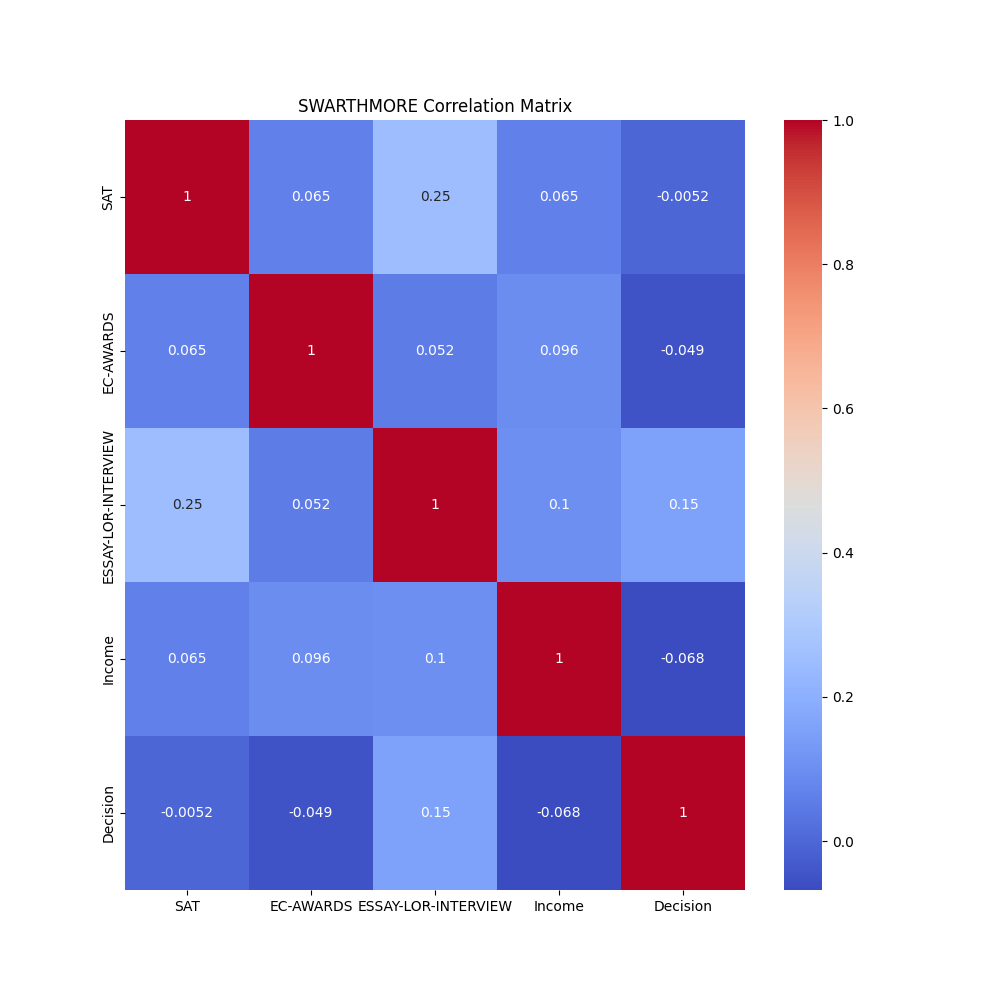 SWARTHMORE Correlation Matrix
SAT
1
0.065
0.25
0.065
-0.0052
EC-AWARDS
0.065
1
0.052
0.096
-0.049
ESSAY-LOR-INTERVIEW
0.25
0.052
1
0.1
0.15
Income
0.065
0.096
0.1
1
-0.068
Decision
-0.0052
-0.049
0.15
-0.068
1
SAT
EC-AWARDS
ESSAY-LOR-INTERVIEW
Income
Decision
1.0
0.8
0.6
0.4
0.2
0.0